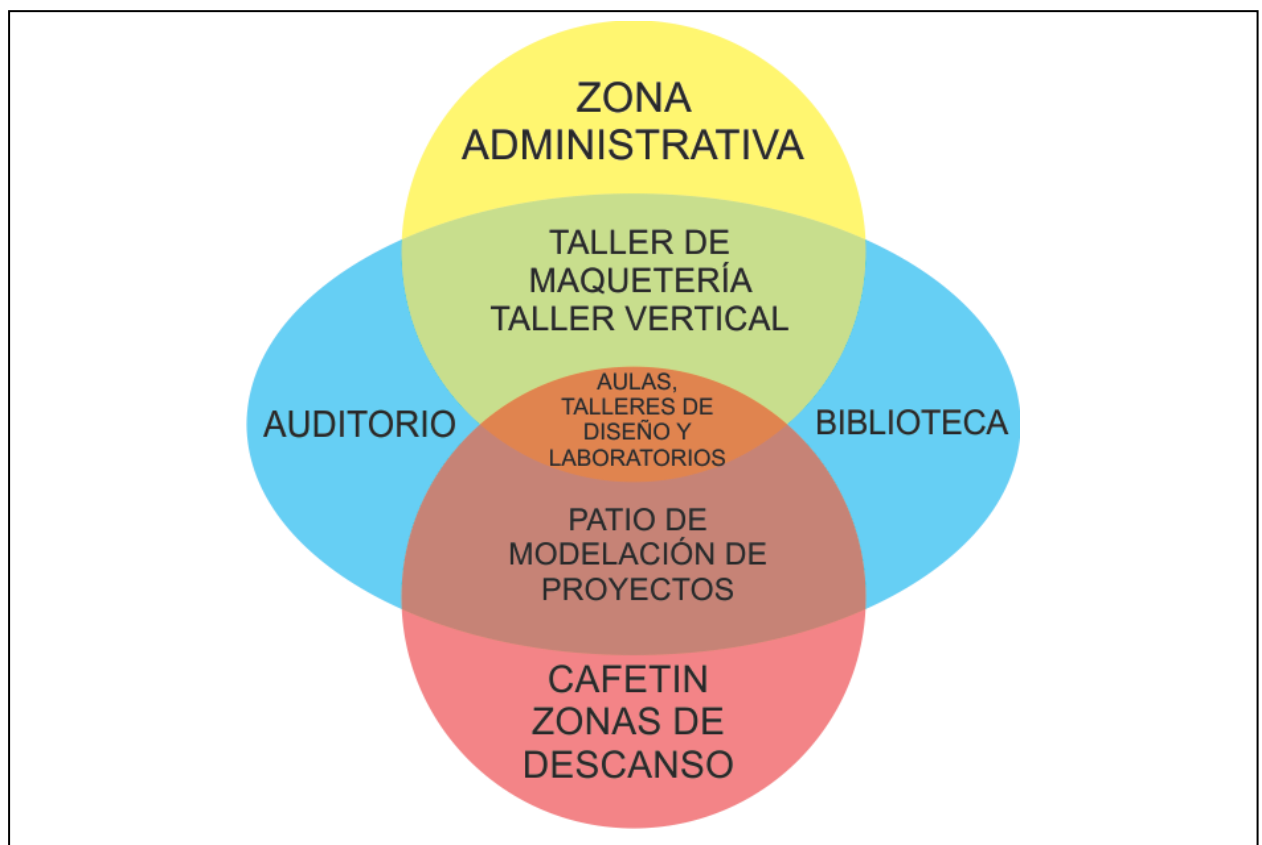 ZONA
ADMINISTRATIVA
TALLER DE
MAQUETERÍA
TALLER VERTICAL
AULAS,
TALLERES DE
DISEÑO Y
LABORATORIOS
AUDITORIO
BIBLIOTECA
PATIO DE
MODELACIÓN DE
PROYECTOS
CAFETIN
ZONAS DE
DESCANSO